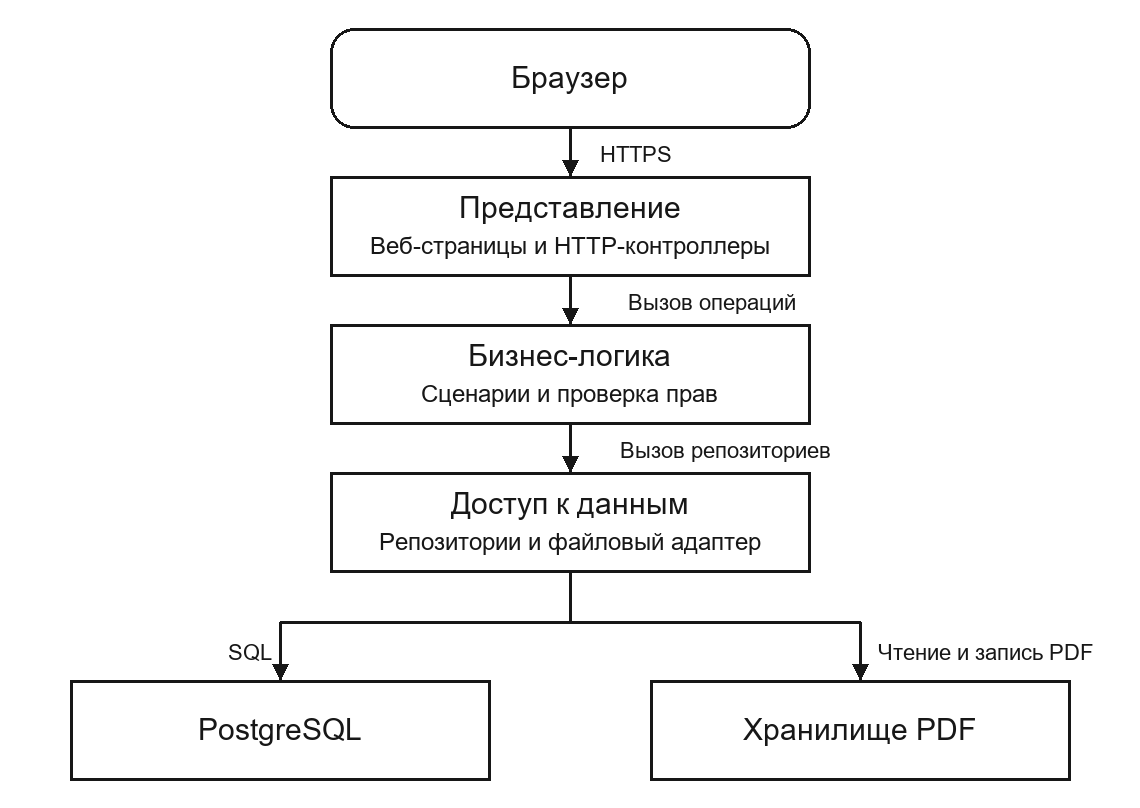 Браузер
HTTPS
Представление
Веб-страницы и HTTP-контроллеры
Вызов операций
Бизнес-логика
Сценарии и проверка прав
Вызов репозиториев
Доступ к данным
Репозитории и файловый адаптер
SQL
Чтение и запись PDF
PostgreSQL
Хранилище PDF